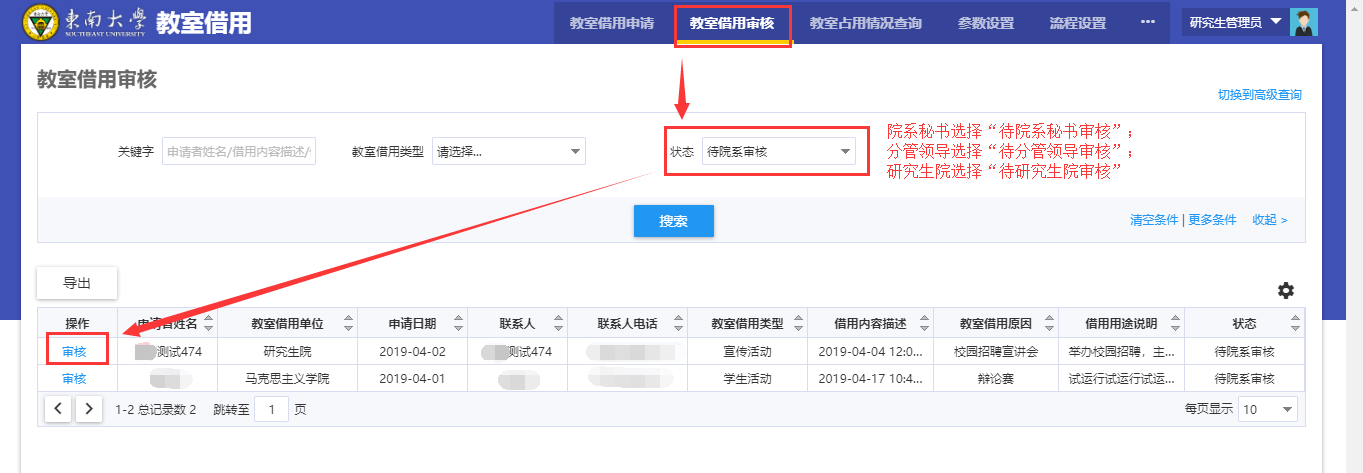 東南大學 教室借用
SOUTHEAST UNIVERSITY
教室借用申请 教室借用审核 教室占用情况查询 参数设置 流程设置 ··· 研究生管理员
教室借用审核
切换到高级查询
关键字 申请者姓名/借用内容描述/ 教室借用类型 请选择... 状态 待院系审核
院系秘书选择“待院系秘书审核”；
分管领导选择“待分管领导审核”；
研究生院选择“待研究生院审核”
搜索
清空条件 | 更多条件 收起 >
导出
操作 申请者姓名 教室借用单位 申请日期 联系人 联系人电话 教室借用类型 借用内容描述 教室借用原因 借用用途说明 状态
审核 测试474 研究生院 2019-04-02 测试474 宣传活动 2019-04-04 12:0... 校园招聘宣讲会 举办校园招聘，主... 待院系审核
审核 马克思主义学院 2019-04-01 学生活动 2019-04-17 10:4... 辩论赛 试运行试运行试运... 待院系审核
1-2 总记录数 2 跳转至 1 页 每页显示 10